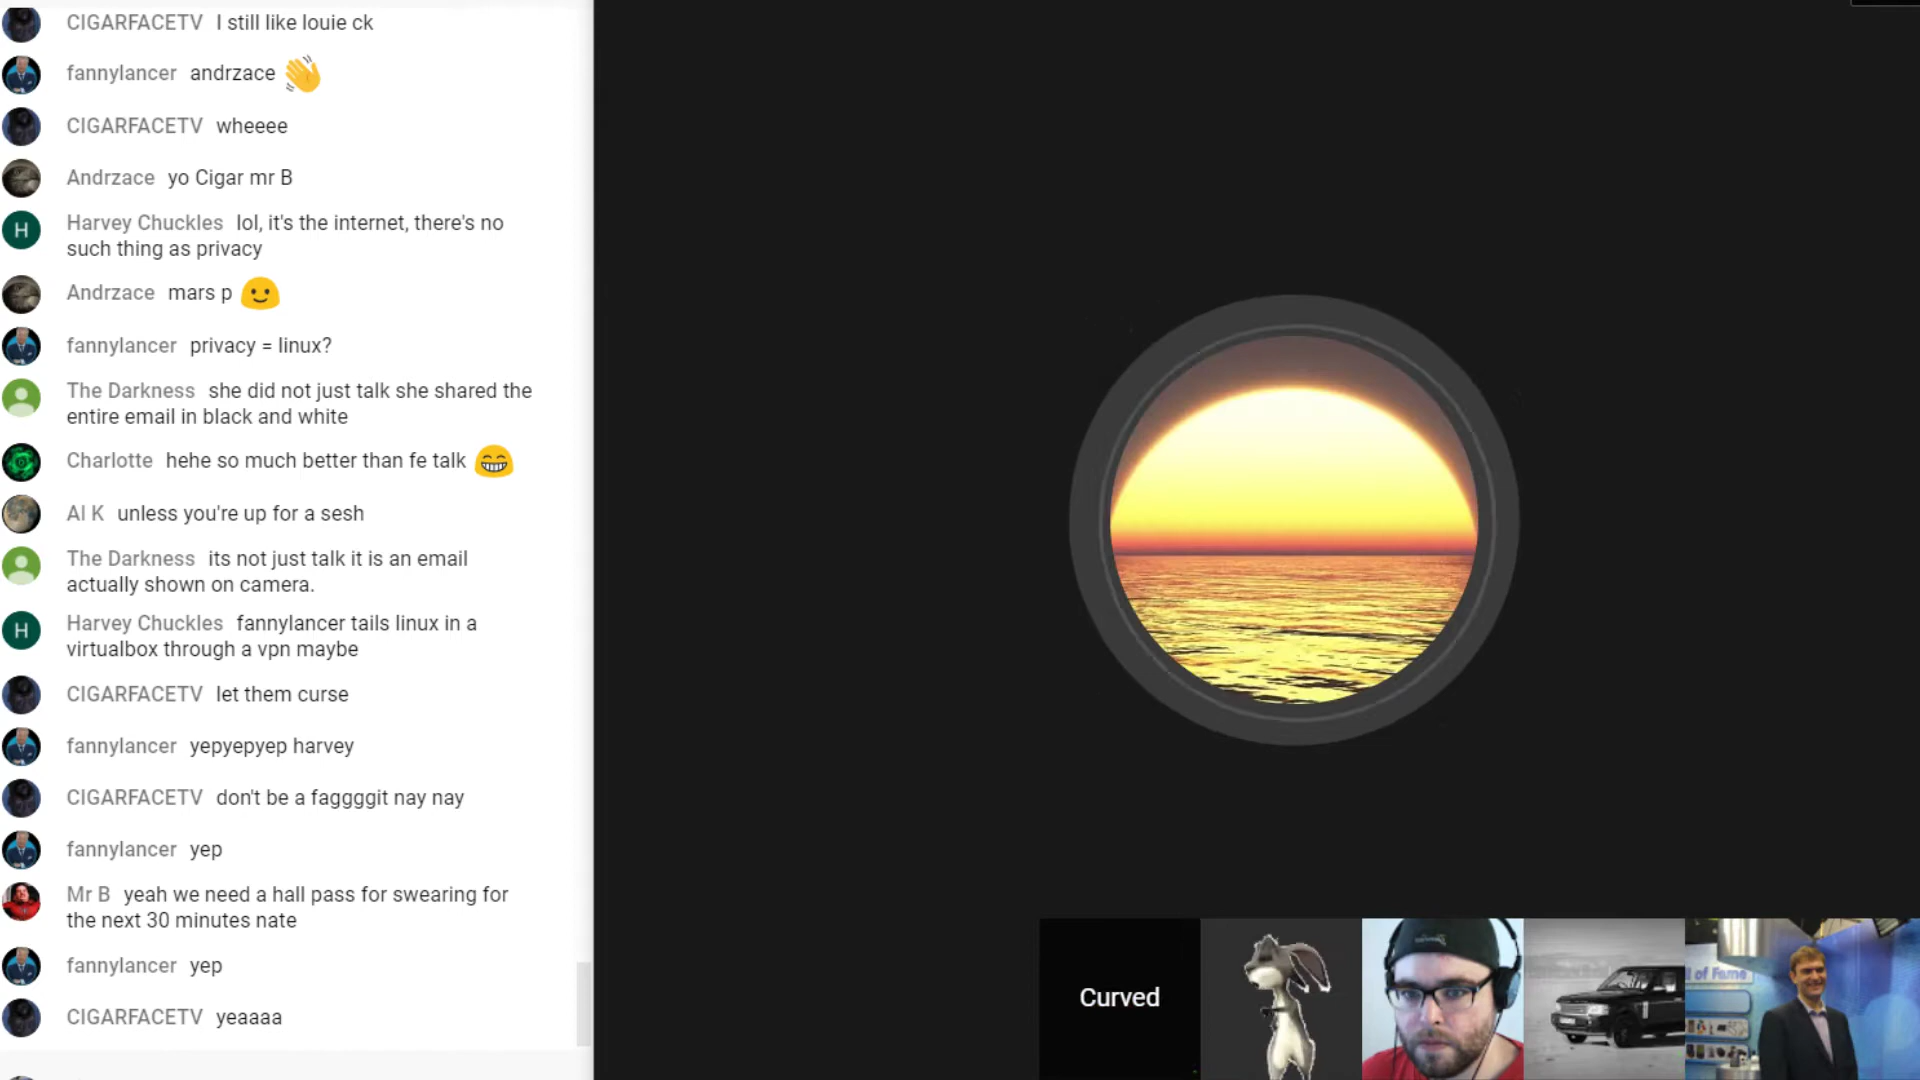 CIGARFACETV I still like louie ck
fannylancer andrzace 👋
CIGARFACETV wheeee
Andrzace yo Cigar mr B
Harvey Chuckles lol, it's the internet, there's no
such thing as privacy
H
Andrzace mars p 🙂
fannylancer privacy = linux?
The Darkness she did not just talk she shared the
entire email in black and white
Charlotte hehe so much better than fe talk 😁
Al K unless you're up for a sesh
The Darkness its not just talk it is an email
actually shown on camera.
Harvey Chuckles fannylancer tails linux in a
virtualbox through a vpn maybe
H
CIGARFACETV let them curse
fannylancer yepyepyep harvey
CIGARFACETV don't be a faggggit nay nay
fannylancer yep
Mr B yeah we need a hall pass for swearing for
the next 30 minutes nate
fannylancer yep
CIGARFACETV yeaaaa
Curved
of Fame